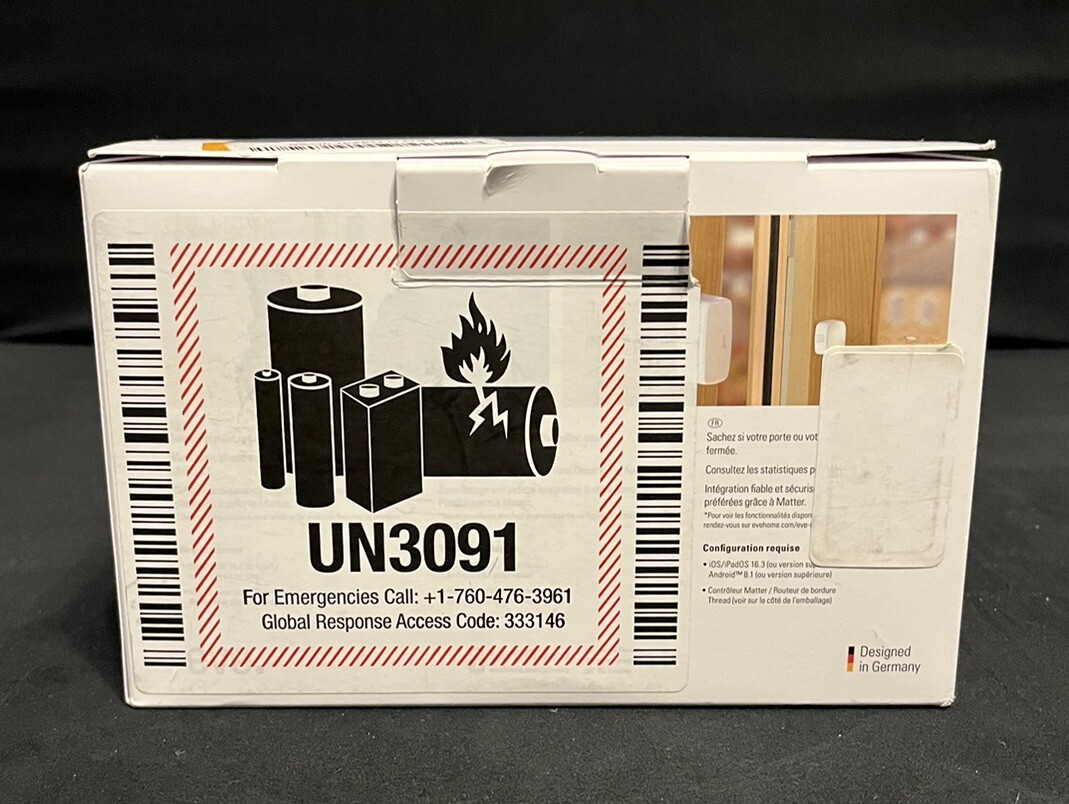 UN3091
For Emergencies Call: +1-760-476-3961
Global Response Access Code: 333146
FR
Sachez si votre porte ou vot
fermée.
Consultez les statistiques p
Intégration fiable et sécuris
préférées grâce à Matter.
*Pour voir les fonctionnalités dispon
rendez-vous sur evehome.com/eve-
Configuration requise
• iOS/iPadOS 16.3 (ou version su
Android™ 8.1 (ou version supérieure)
• Contrôleur Matter / Routeur de bordure
Thread (voir sur le côté de l'emballage)
Designed
in Germany